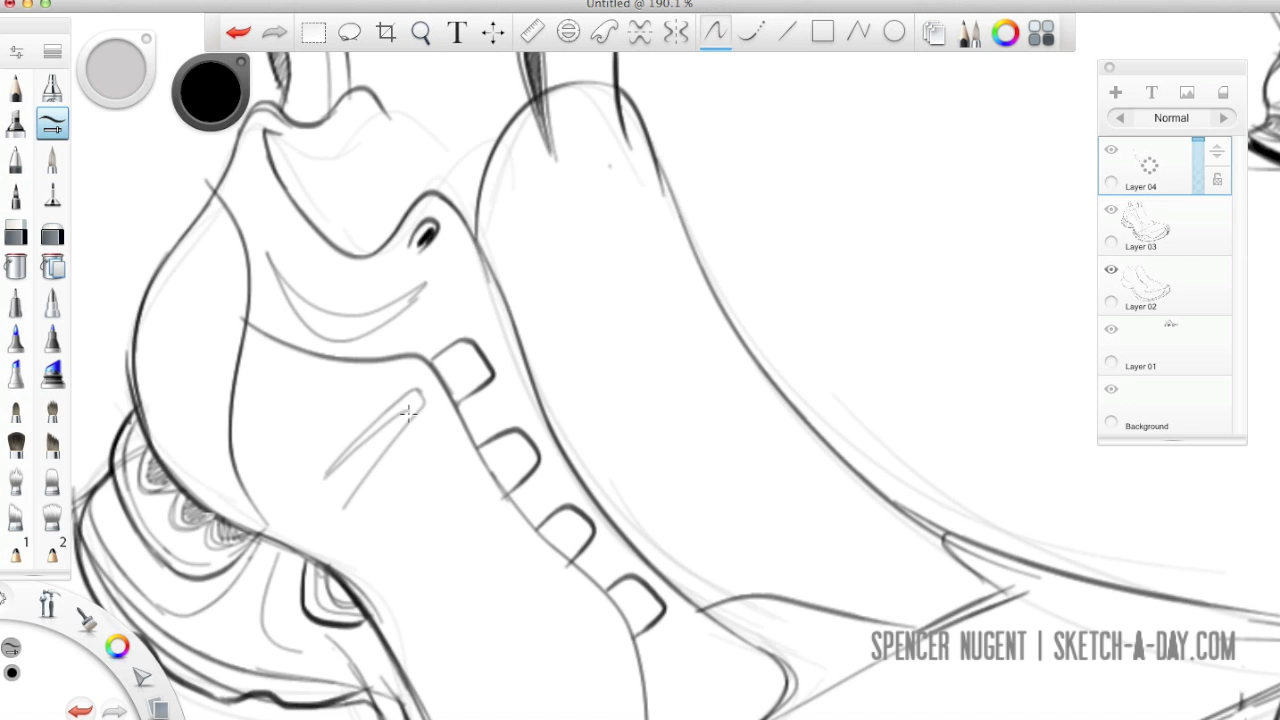 Untitled @ 190.1 %
T
T
Normal
Layer 04
Layer 03
Layer 02
Layer 01
Background
1 2
SPENCER NUGENT | SKETCH-A-DAY.COM